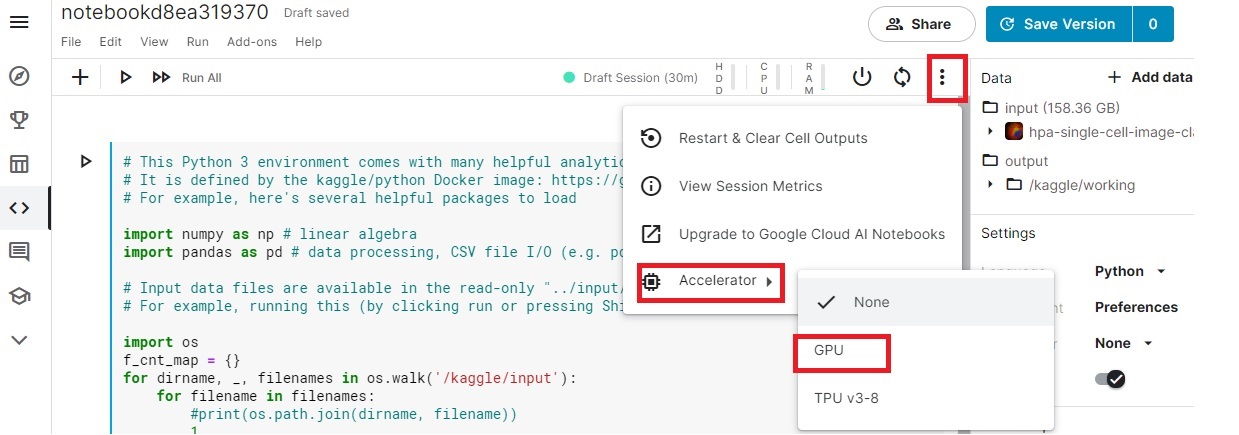 notebookd8ea319370 Draft saved
Share
Save Version 0
File Edit View Run Add-ons Help
Run All
Draft Session (30m)
HDD
CPU
RAM
Data
Add data
input (158.36 GB)
hpa-single-cell-image-cla
output
/kaggle/working
Settings
Python
Preferences
None
Restart & Clear Cell Outputs
View Session Metrics
Upgrade to Google Cloud AI Notebooks
Accelerator
None
GPU
TPU v3-8
# This Python 3 environment comes with many helpful analytic
# It is defined by the kaggle/python Docker image: https://g
# For example, here's several helpful packages to load
import numpy as np # linear algebra
import pandas as pd # data processing, CSV file I/O (e.g. pd
# Input data files are available in the read-only "../input/
# For example, running this (by clicking run or pressing Shi
import os
f_cnt_map = {}
for dirname, _, filenames in os.walk('/kaggle/input'):
for filename in filenames:
#print(os.path.join(dirname, filename))